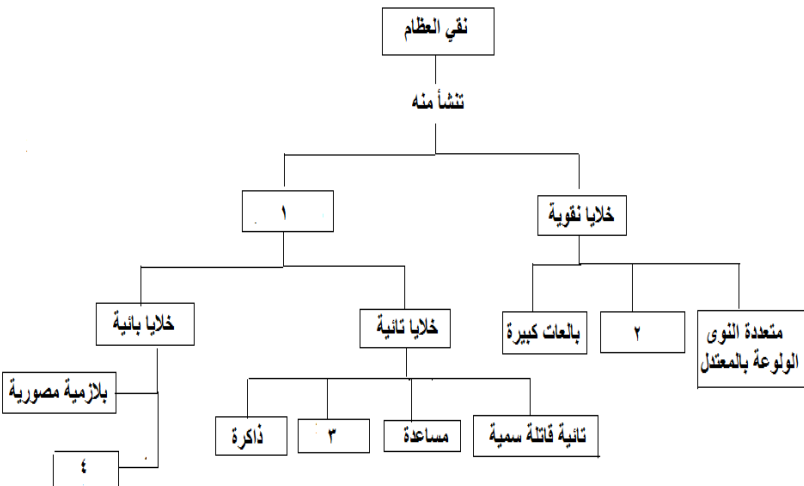 نقي العظام
تنشأ منه
خلايا نقوية
١
متعددة النوى
الولوعة بالمعتدل
٢
بالعات كبيرة
خلايا تائية
خلايا بائية
تائية قاتلة سمية
مساعدة
٣
ذاكرة
بلازمية مصورية
٤